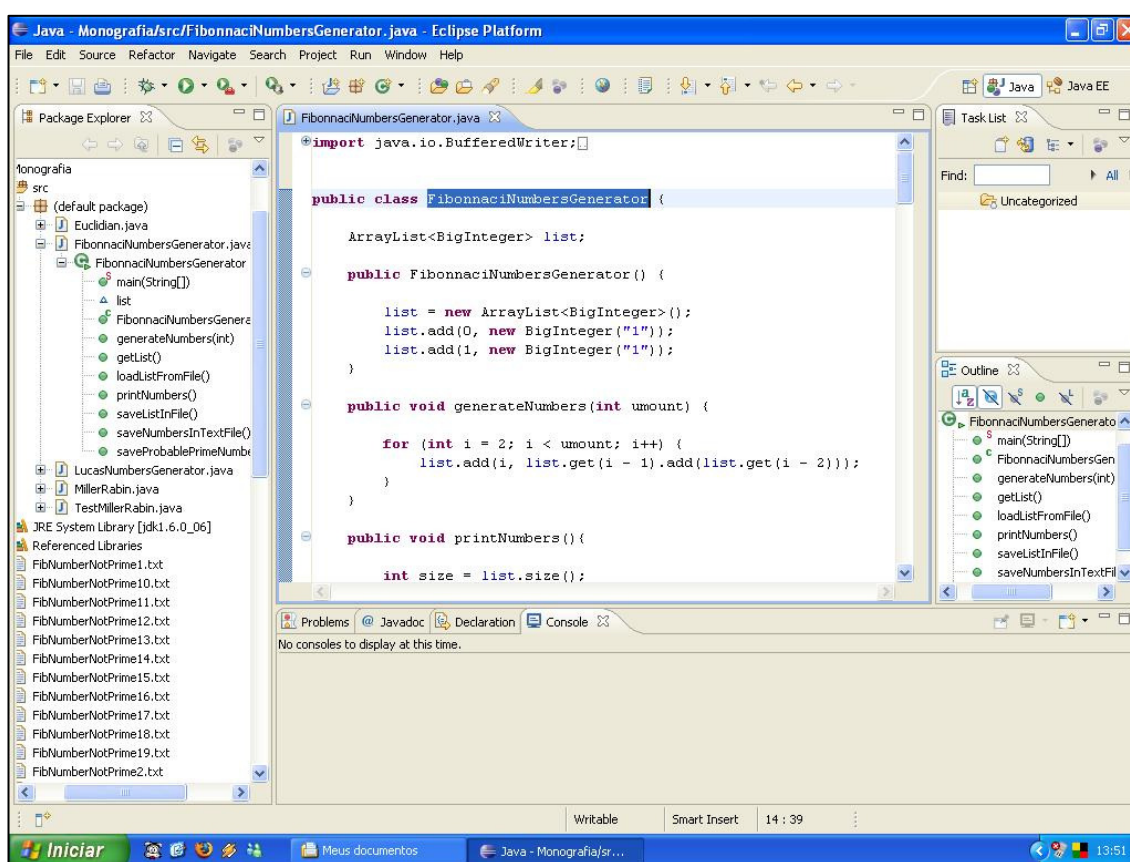 Java - Monografia/src/FibonnaciNumbersGenerator.java - Eclipse Platform
File Edit Source Refactor Navigate Search Project Run Window Help
Java Java EE
Package Explorer
Monografia
src
(default package)
Euclidian.java
FibonnaciNumbersGenerator.java
FibonnaciNumbersGenerator
main(String[])
list
FibonnaciNumbersGenera
generateNumbers(int)
getList()
loadListFromFile()
printNumbers()
saveListInFile()
saveNumbersInTextFile()
saveProbablePrimeNumbe
LucasNumbersGenerator.java
MillerRabin.java
TestMillerRabin.java
JRE System Library [jdk1.6.0_06]
Referenced Libraries
FibNumberNotPrime1.txt
FibNumberNotPrime10.txt
FibNumberNotPrime11.txt
FibNumberNotPrime12.txt
FibNumberNotPrime13.txt
FibNumberNotPrime14.txt
FibNumberNotPrime15.txt
FibNumberNotPrime16.txt
FibNumberNotPrime17.txt
FibNumberNotPrime18.txt
FibNumberNotPrime19.txt
FibNumberNotPrime2.txt
FibonnaciNumbersGenerator.java
import java.io.BufferedWriter;
public class FibonnaciNumbersGenerator {
ArrayList<BigInteger> list;
public FibonnaciNumbersGenerator() {
list = new ArrayList<BigInteger>();
list.add(0, new BigInteger("1"));
list.add(1, new BigInteger("1"));
}
public void generateNumbers(int umount) {
for (int i = 2; i < umount; i++) {
list.add(i, list.get(i - 1).add(list.get(i - 2)));
}
}
public void printNumbers(){
int size = list.size();
Task List
Find: All
Uncategorized
Outline
FibonnaciNumbersGenerato
main(String[])
FibonnaciNumbersGen
generateNumbers(int)
getList()
loadListFromFile()
printNumbers()
saveListInFile()
saveNumbersInTextFil
Problems Javadoc Declaration Console
No consoles to display at this time.
Writable Smart Insert 14 : 39
Iniciar Meus documentos Java - Monografia/sr... 13:51